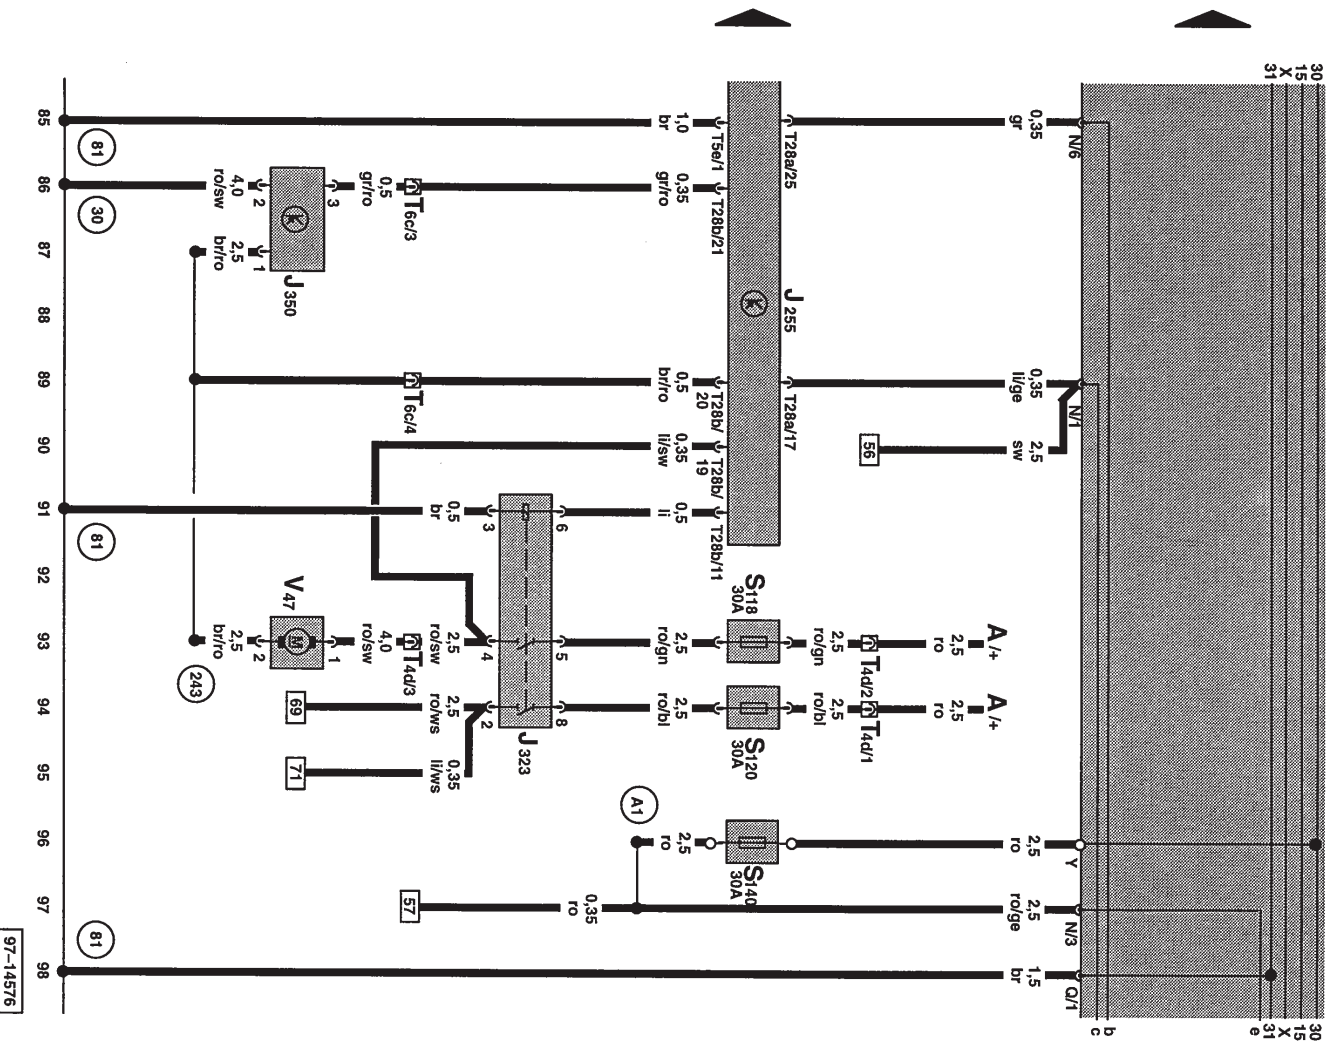 30 30
15 15
X X
31 31
e
b
c
N/6 N/1 Y N/3 Q/1
0,35 0,35 2,5 2,5 2,5 1,5
gr li/ge sw ro ro/ge br
A/+ A/+
2,5 2,5
ro ro
56
T4d/2 T4d/1
2,5 2,5
ro/gn ro/bl
T28a/25 T28a/17
J255
k
S118 S120 S140
30A 30A 30A
T5e/1 T28b/21 T28b/20 T28b/19 T28b/11
1,0 0,35 0,5 0,35 0,5 2,5 2,5 2,5
br gr/ro br/ro li/sw li ro/gn ro/bl ro
A1
0,35
ro
6 5 8
J323
3 4 2
0,5 2,5 2,5 0,35
br ro/sw ro/ws li/ws
T6c/3 T6c/4 T4d/3
57
0,5 4,0
gr/ro ro/sw
3 1
k
J350
M
V47
69 71
2 1 2
4,0 2,5 2,5
ro/sw br/ro br/ro
243
81 30 81 81
85 86 87 88 89 90 91 92 93 94 95 96 97 98
97–14576